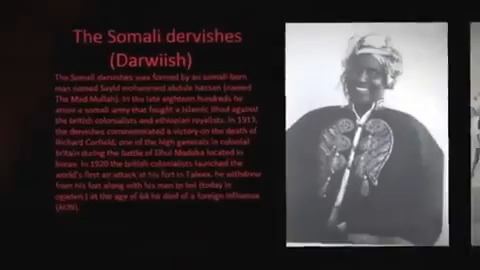 The Somali dervishes
(Darwiish)
The Somali dervishes was formed by an somali-born
man named Sayid mohammed abdule hassan (named
The Mad Mullah). In the late eighteen hundreds he
a somali army that fought a Islamic Jihad against
the british colonialists and ethiopian royalists. In 1913,
the dervishes commemorated a victory on the death of
Richard Corfield, one of the high generals in colonial
britain during the battle of Dhul Madoba located in
In 1920 the british colonialists launched the
world's first air attack at his fort in Taleex. he withdrew
from his fort along with his men to Imi (today in
ogaden) at the age of 64 he died of a foreign influenza